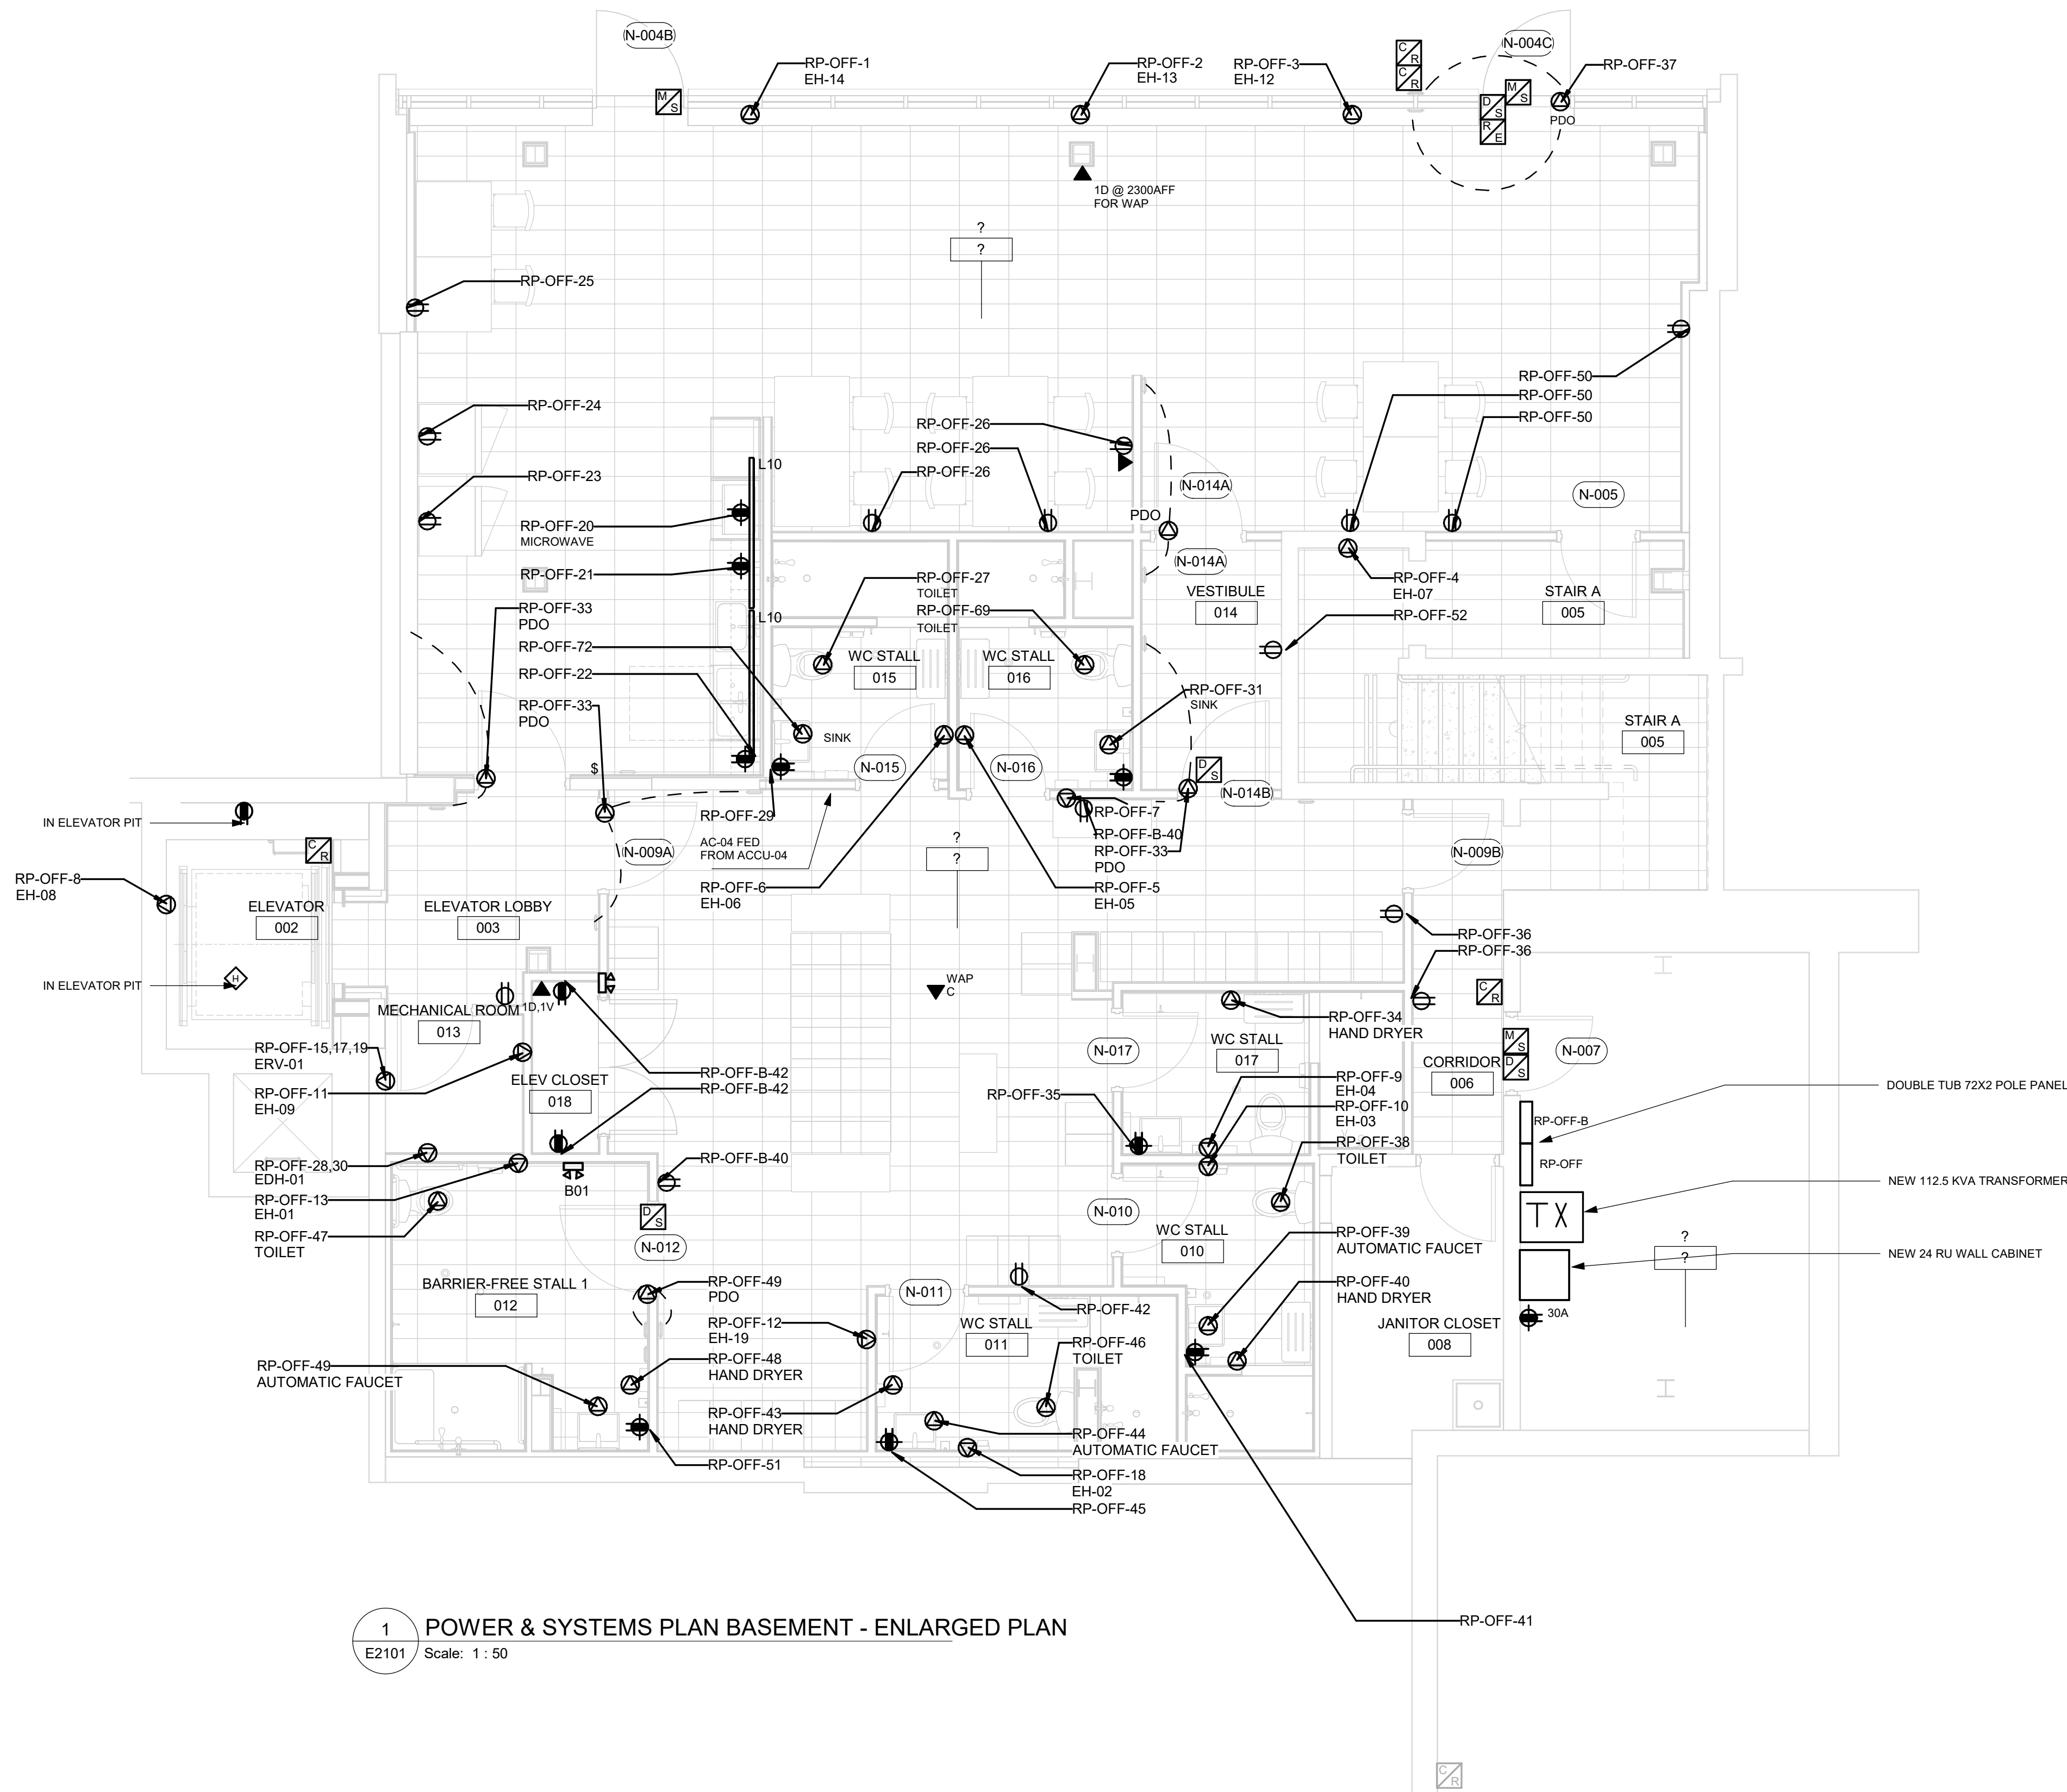 N-004B
N-004C
C R
C R
RP-OFF-1
EH-14
RP-OFF-2
EH-13
RP-OFF-3
EH-12
RP-OFF-37
M S
M S
D S
R E
PDO
1D @ 2300AFF
FOR WAP
?
?
RP-OFF-25
RP-OFF-50
RP-OFF-50
RP-OFF-50
RP-OFF-24
RP-OFF-26
RP-OFF-26
RP-OFF-26
L10
RP-OFF-23
N-014A
N-005
RP-OFF-20
MICROWAVE
PDO
RP-OFF-21
N-014A
RP-OFF-27
TOILET
RP-OFF-4
EH-07
VESTIBULE
014
STAIR A
005
RP-OFF-33
PDO
L10
RP-OFF-69
TOILET
RP-OFF-52
RP-OFF-72
WC STALL
015
WC STALL
016
RP-OFF-22
RP-OFF-31
SINK
RP-OFF-33
PDO
SINK
STAIR A
005
$
N-015
N-016
D S
N-014B
IN ELEVATOR PIT
RP-OFF-29
RP-OFF-7
RP-OFF-B-40
RP-OFF-33
PDO
AC-04 FED
FROM ACCU-04
?
?
C R
N-009A
N-009B
RP-OFF-8
EH-08
RP-OFF-6
EH-06
RP-OFF-5
EH-05
ELEVATOR
002
ELEVATOR LOBBY
003
RP-OFF-36
RP-OFF-36
H
IN ELEVATOR PIT
WAP
C
C R
MECHANICAL ROOM
013
1D,1V
RP-OFF-34
HAND DRYER
M S
D S
RP-OFF-15,17,19
ERV-01
N-017
WC STALL
017
N-007
CORRIDOR
006
RP-OFF-B-42
RP-OFF-B-42
ELEV CLOSET
018
RP-OFF-11
EH-09
RP-OFF-35
RP-OFF-9
EH-04
RP-OFF-10
EH-03
DOUBLE TUB 72X2 POLE PANEL
RP-OFF-B
RP-OFF
RP-OFF-38
TOILET
RP-OFF-28,30
EDH-01
RP-OFF-B-40
B01
RP-OFF-13
EH-01
NEW 112.5 KVA TRANSFORMER
TX
D S
N-010
RP-OFF-47
TOILET
N-012
WC STALL
010
RP-OFF-39
AUTOMATIC FAUCET
?
?
NEW 24 RU WALL CABINET
BARRIER-FREE STALL 1
012
RP-OFF-49
PDO
N-011
RP-OFF-40
HAND DRYER
RP-OFF-42
30A
RP-OFF-12
EH-19
WC STALL
011
JANITOR CLOSET
008
RP-OFF-46
TOILET
RP-OFF-49
AUTOMATIC FAUCET
RP-OFF-48
HAND DRYER
RP-OFF-43
HAND DRYER
RP-OFF-44
AUTOMATIC FAUCET
RP-OFF-51
RP-OFF-18
EH-02
RP-OFF-45
RP-OFF-41
1
E2101
POWER & SYSTEMS PLAN BASEMENT - ENLARGED PLAN
Scale: 1 : 50
C R